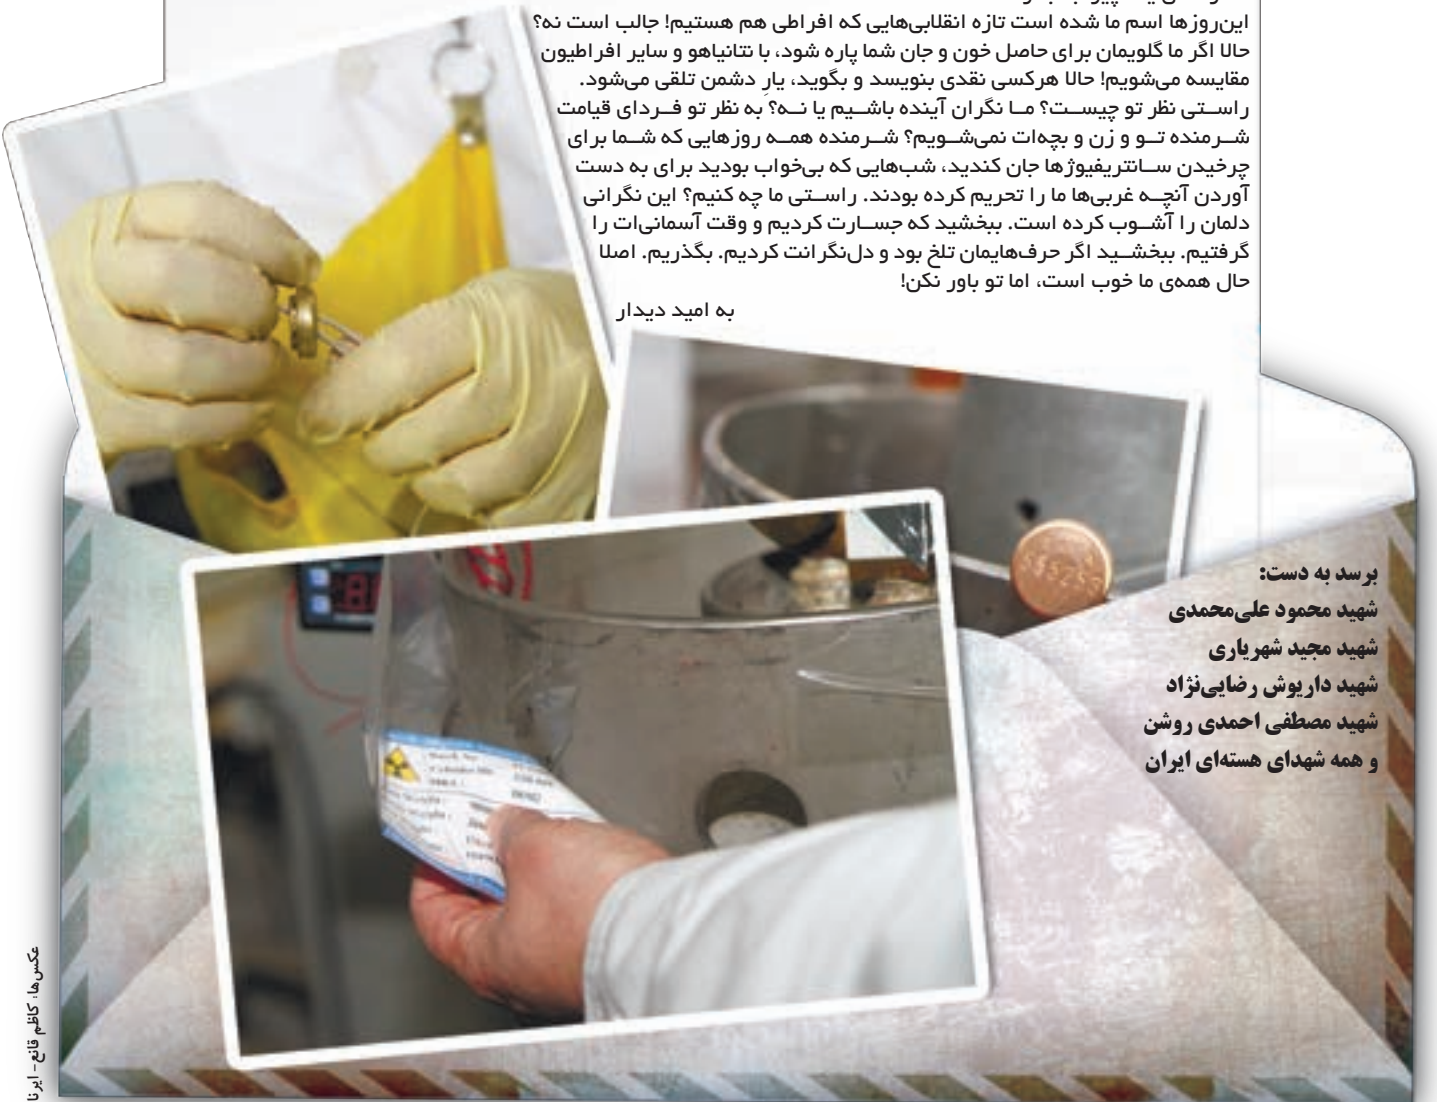 این‌روزها اسم ما شده است تازه انقلابی‌هایی که افراطی هم هستیم! جالب است نه؟
حالا اگر ما گلویمان برای حاصل خون و جان شما پاره شود، با نتانیاهو و سایر افراطیون
مقایسه می‌شویم! حالا هرکسی نقدی بنویسد و بگوید، یارِ دشمن تلقی می‌شود.
راستی نظر تو چیست؟ ما نگران آینده باشیم یا نه؟ به نظر تو فردای قیامت
شرمنده تو و زن و بچه‌ات نمی‌شویم؟ شرمنده همه روزهایی که شما برای
چرخیدن سانتریفیوژها جان کندید، شب‌هایی که بی‌خواب بودید برای به دست
آوردن آنچه غربی‌ها ما را تحریم کرده بودند. راستی ما چه کنیم؟ این نگرانی
دلمان را آشوب کرده است. ببخشید که جسارت کردیم و وقت آسمانی‌ات را
گرفتیم. ببخشید اگر حرف‌هایمان تلخ بود و دل‌نگرانت کردیم. بگذریم. اصلا
حال همه‌ی ما خوب است، اما تو باور نکن!
به امید دیدار
برسد به دست:
شهید محمود علی‌محمدی
شهید مجید شهریاری
شهید داریوش رضایی‌نژاد
شهید مصطفی احمدی روشن
و همه شهدای هسته‌ای ایران
عکس‌ها: کاظم قانع- ایرنا